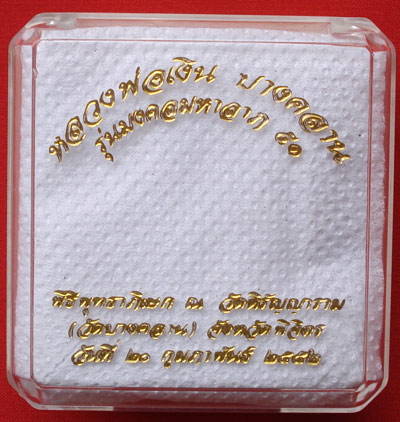 หลวงพ่อเงิน บางคลาน
รุ่นมงคลมหาลาภ ๕๑
พิธีพุทธาภิเษก ณ วัดหิรัญญาราม
(วัดบางคลาน) จังหวัดพิจิตร
วันที่ ๒๐ กุมภาพันธ์ ๒๕๕๒